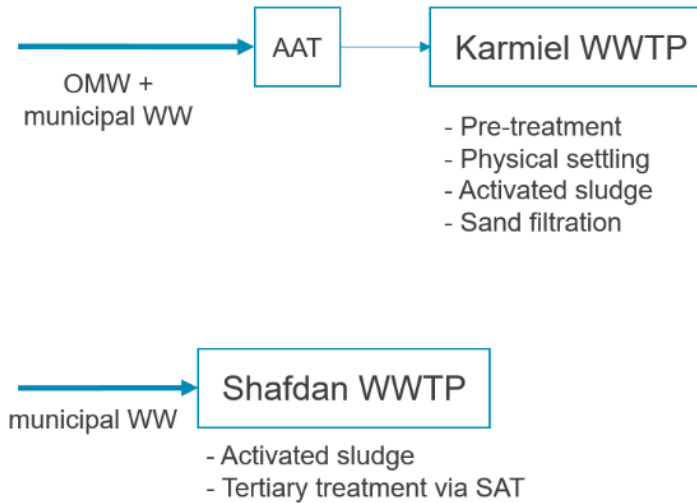 AAT
Karmiel WWTP
OMW +
municipal WW
- Pre-treatment
- Physical settling
- Activated sludge
- Sand filtration
Shafdan WWTP
municipal WW
- Activated sludge
- Tertiary treatment via SAT